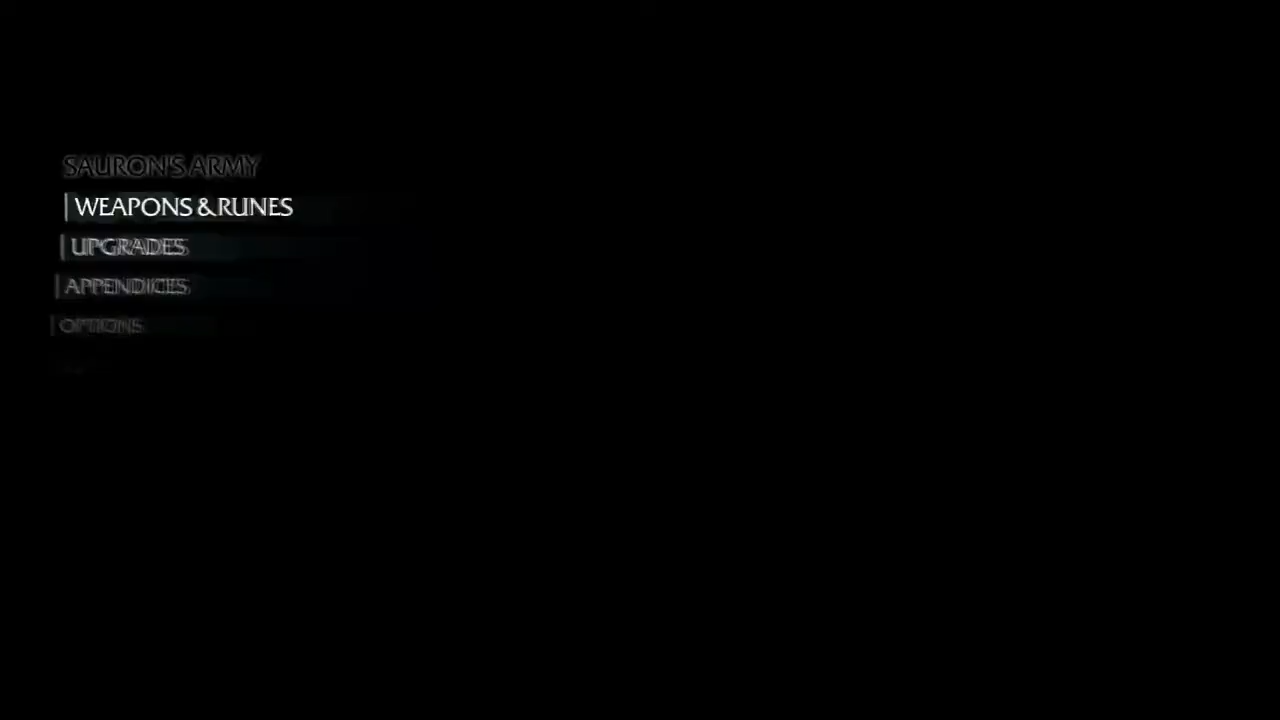 SAURON'S ARMY
WEAPONS & RUNES
UPGRADES
APPENDICES
OPTIONS